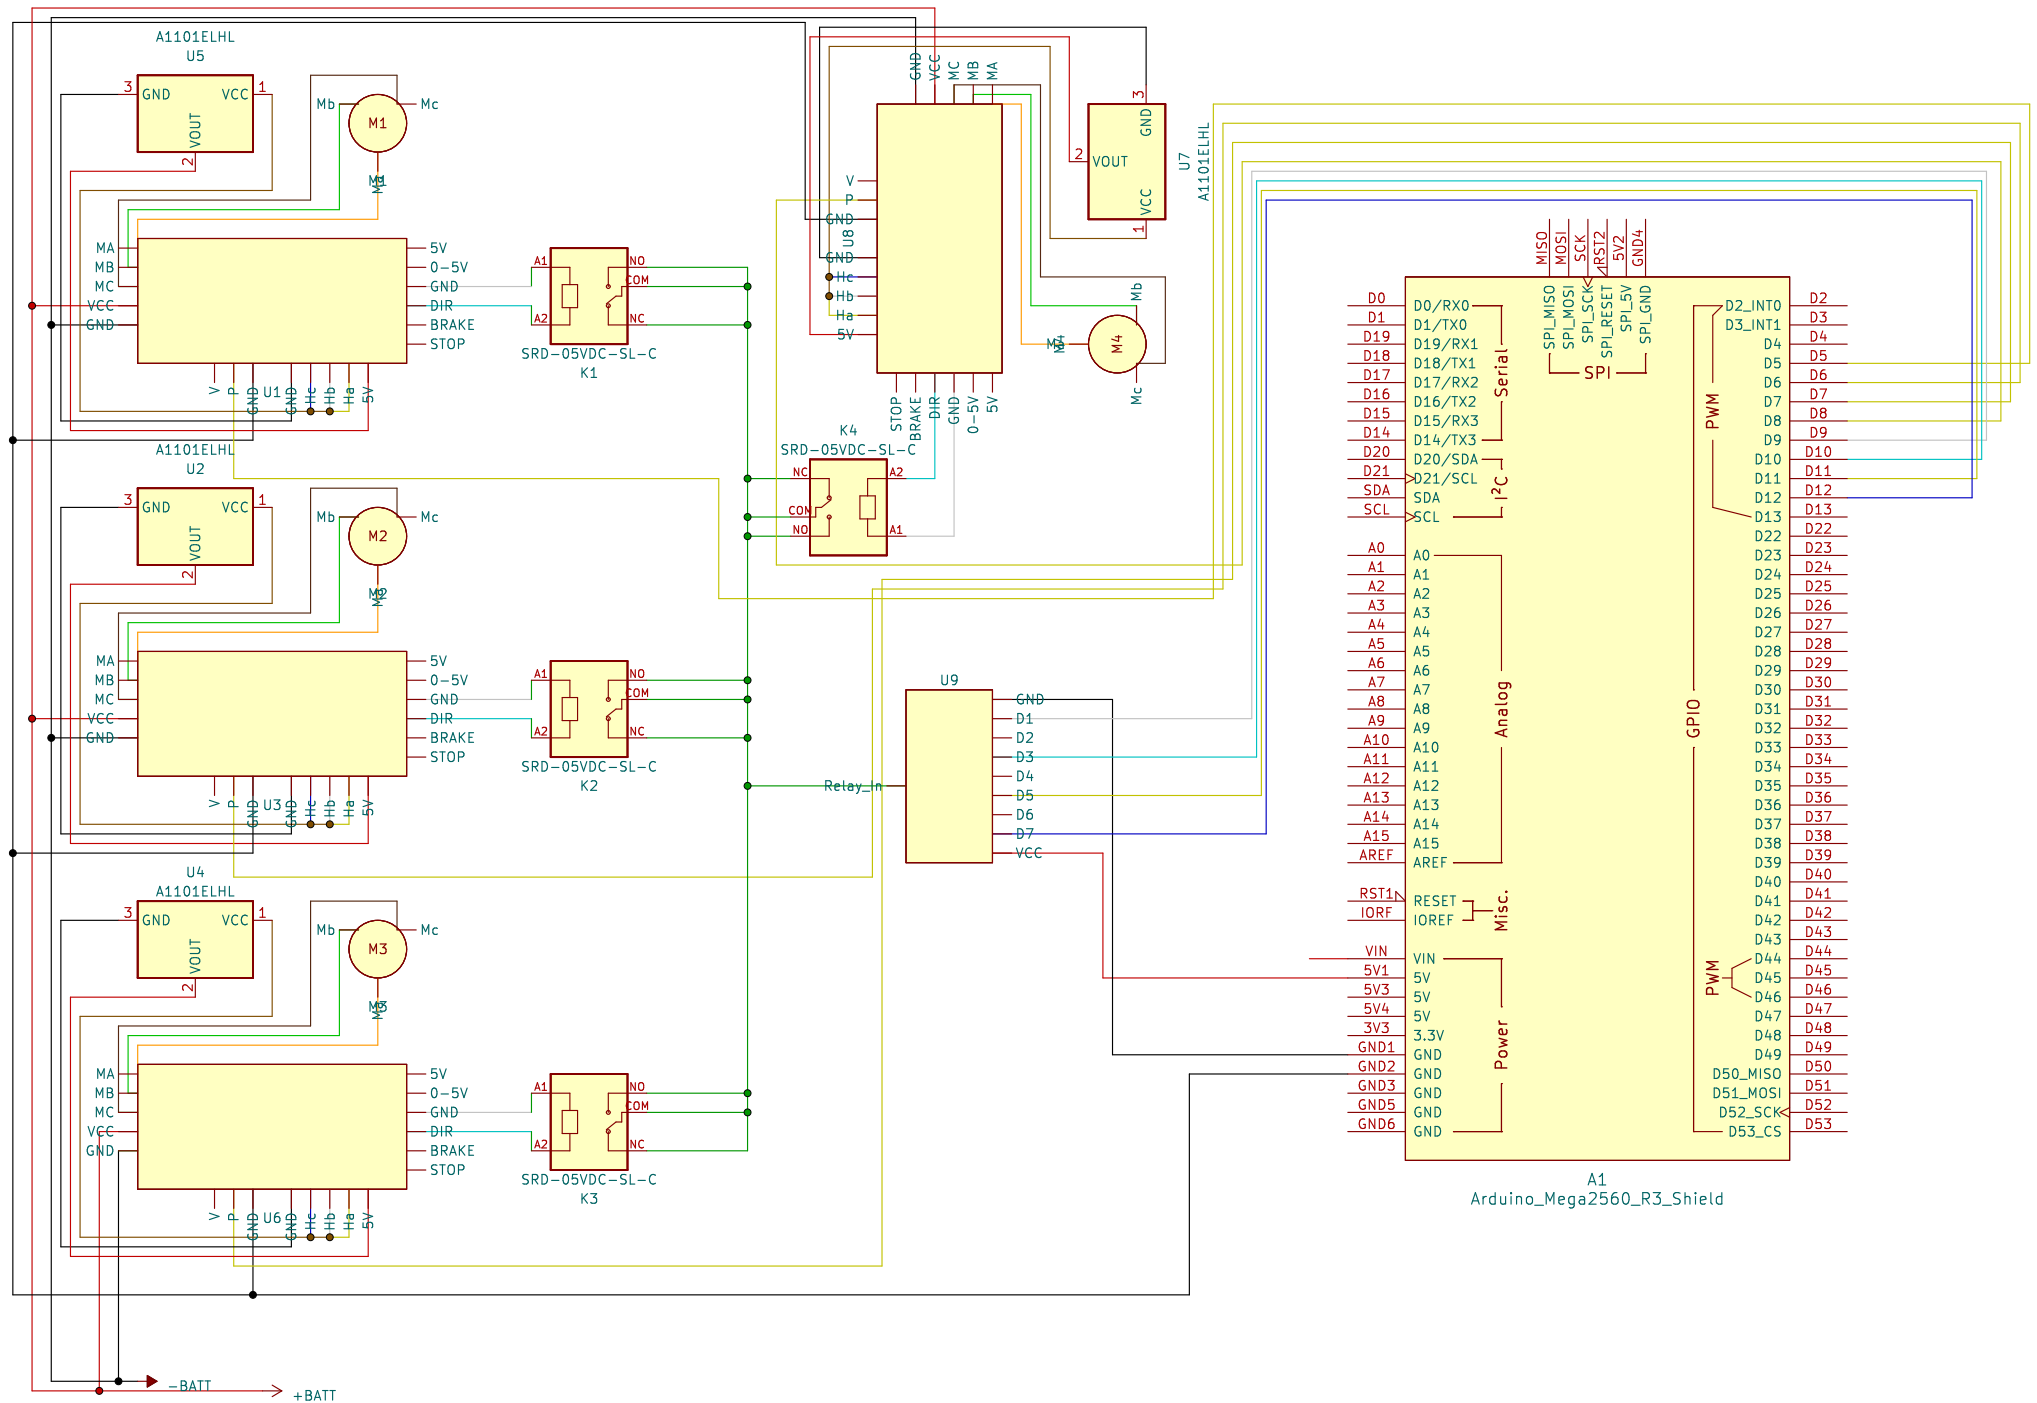 A1101ELHL
U5
3 GND VCC 1
VOUT
2
Mb M1 Mc
M1
Ma
MA
MB
MC
VCC
GND
5V
0-5V
GND
DIR
BRAKE
STOP
V P GND GND Hc Hb Ha 5V
U1
A1 NO
COM
A2 NC
SRD-05VDC-SL-C
K1
A1101ELHL
U2
3 GND VCC 1
VOUT
2
Mb M2 Mc
M2
Ma
MA
MB
MC
VCC
GND
5V
0-5V
GND
DIR
BRAKE
STOP
V P GND GND Hc Hb Ha 5V
U3
A1 NO
COM
A2 NC
SRD-05VDC-SL-C
K2
U4
A1101ELHL
3 GND VCC 1
VOUT
2
Mb M3 Mc
M3
Ma
MA
MB
MC
VCC
GND
5V
0-5V
GND
DIR
BRAKE
STOP
V P GND GND Hc Hb Ha 5V
U6
A1 NO
COM
A2 NC
SRD-05VDC-SL-C
K3
-BATT
+BATT
GND VCC MC MB MA
V
P
GND
U8
GND
Hc
Hb
Ha
5V
STOP BRAKE DIR GND 0-5V 5V
3
GND
2 VOUT
VCC
1
U7
A1101ELHL
Mb
Ma M4 M4
Mc
K4
SRD-05VDC-SL-C
NC A2
COM
NO A1
U9
GND
D1
D2
D3
D4
D5
D6
D7
VCC
Relay_In
MISO MOSI SCK RST2 5V2 GND4
SPI_MISO SPI_MOSI SPI_SCK SPI_RESET SPI_5V SPI_GND
SPI
D0 D0/RX0
D1 D1/TX0
D19 D19/RX1
D18 D18/TX1
D17 D17/RX2
D16 D16/TX2
D15 D15/RX3
D14 D14/TX3
Serial
D20 D20/SDA
D21 D21/SCL
SDA SDA
SCL SCL
I²C
A0 A0
A1 A1
A2 A2
A3 A3
A4 A4
A5 A5
A6 A6
A7 A7
A8 A8
A9 A9
A10 A10
A11 A11
A12 A12
A13 A13
A14 A14
A15 A15
AREF AREF
Analog
RST1 RESET
IORF IOREF
Misc.
VIN VIN
5V1 5V
5V3 5V
5V4 5V
3V3 3.3V
GND1 GND
GND2 GND
GND3 GND
GND5 GND
GND6 GND
Power
D2_INT0 D2
D3_INT1 D3
D4 D4
D5 D5
D6 D6
D7 D7
D8 D8
D9 D9
D10 D10
D11 D11
D12 D12
D13 D13
PWM
D22 D22
D23 D23
D24 D24
D25 D25
D26 D26
D27 D27
D28 D28
D29 D29
D30 D30
D31 D31
D32 D32
D33 D33
D34 D34
D35 D35
D36 D36
D37 D37
D38 D38
D39 D39
D40 D40
D41 D41
D42 D42
D43 D43
D44 D44
D45 D45
D46 D46
PWM
D47 D47
D48 D48
D49 D49
D50_MISO D50
D51_MOSI D51
D52_SCK D52
D53_CS D53
GPIO
A1
Arduino_Mega2560_R3_Shield